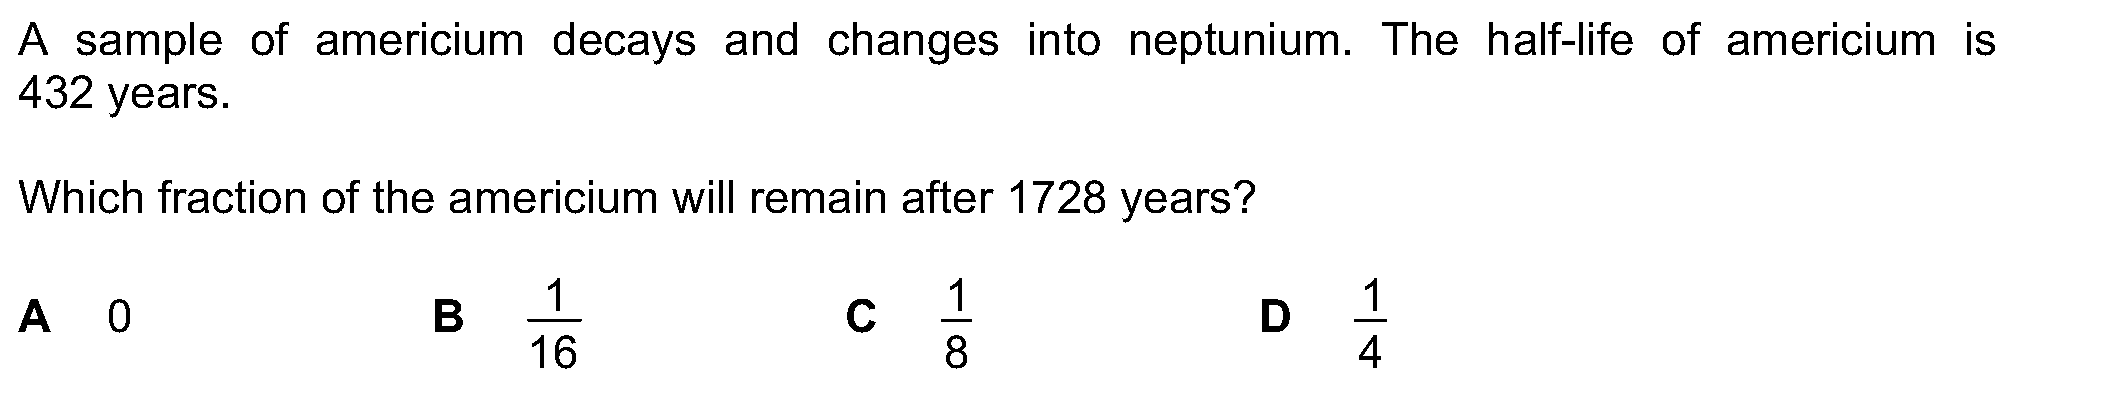 A sample of americium decays and changes into neptunium. The half-life of americium is
432 years.
Which fraction of the americium will remain after 1728 years?
A 0 B 1/16 C 1/8 D 1/4